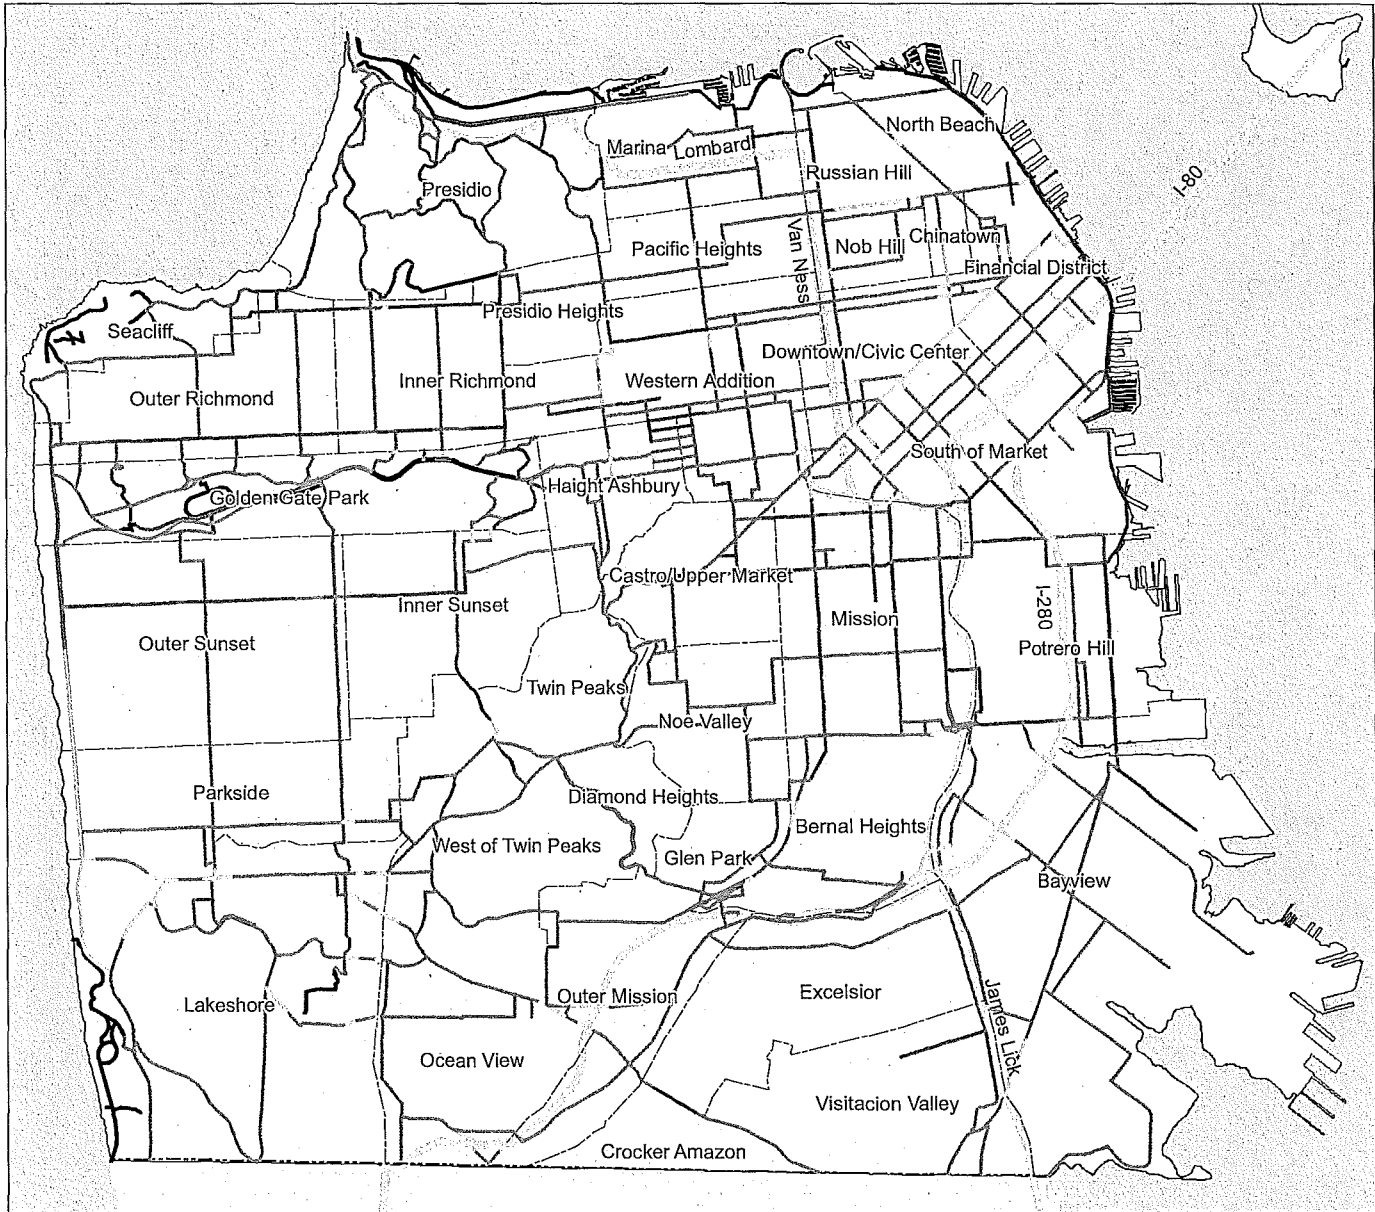 North Beach
Marina
Lombard
Russian Hill
I-80
Presidio
Van Ness
Pacific Heights
Nob Hill
Chinatown
Financial District
Presidio Heights
Seacliff
Downtown/Civic Center
Inner Richmond
Western Addition
Outer Richmond
South of Market
Haight Ashbury
Golden Gate Park
Castro/Upper Market
Inner Sunset
I-280
Mission
Outer Sunset
Potrero Hill
Twin Peaks
Noe Valley
Parkside
Diamond Heights
Bernal Heights
West of Twin Peaks
Glen Park
Bayview
Excelsior
Outer Mission
Lakeshore
James Lick
Ocean View
Visitacion Valley
Crocker Amazon